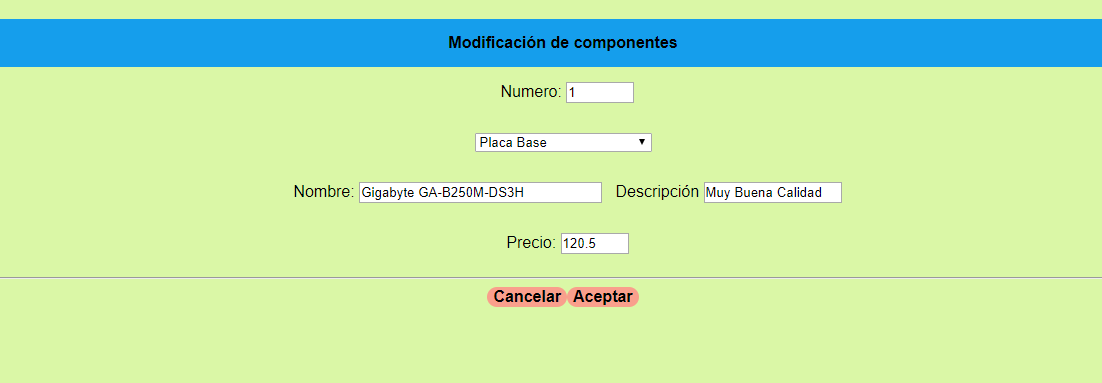 Modificación de componentes
Numero: 1
Placa Base
Nombre: Gigabyte GA-B250M-DS3H Descripción Muy Buena Calidad
Precio: 120.5
Cancelar Aceptar